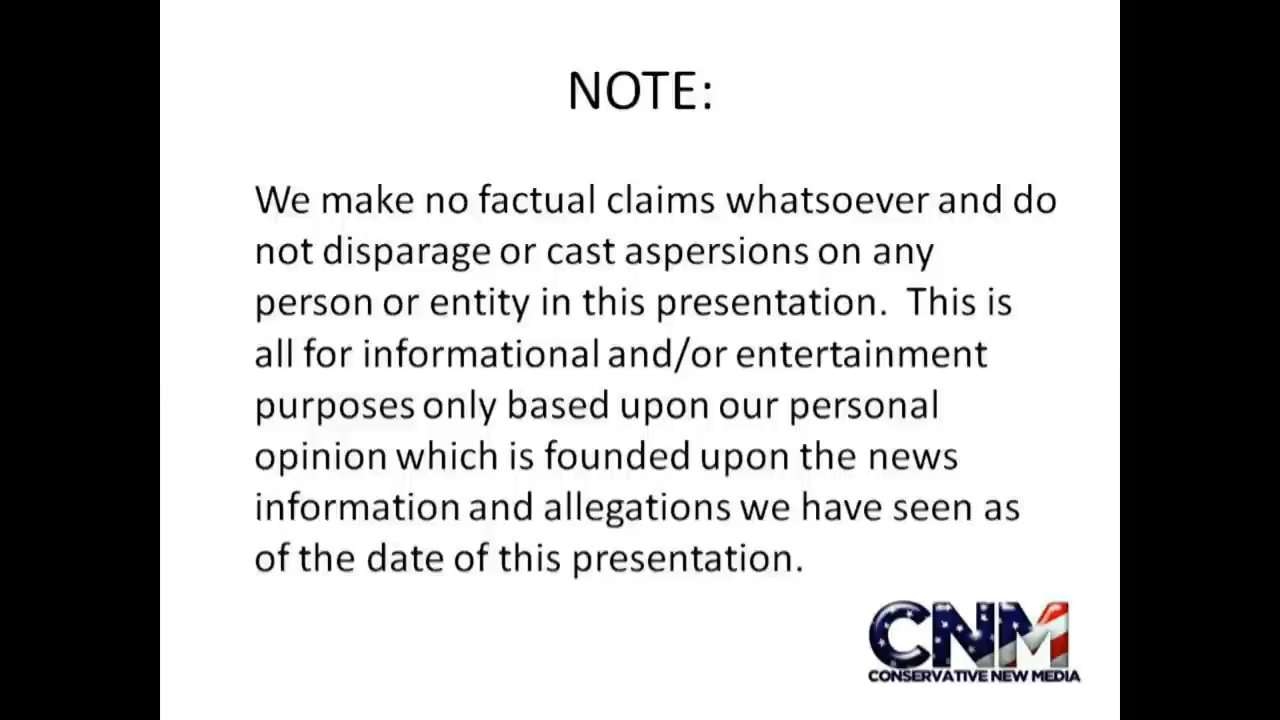 NOTE:
We make no factual claims whatsoever and do
not disparage or cast aspersions on any
person or entity in this presentation.  This is
all for informational and/or entertainment
purposes only based upon our personal
opinion which is founded upon the news
information and allegations we have seen as
of the date of this presentation.
CNM
CONSERVATIVE NEW MEDIA